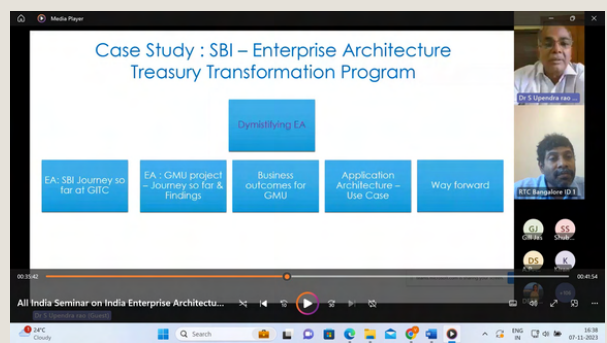 Media Player
Case Study : SBI – Enterprise Architecture
Treasury Transformation Program
Dymistifying EA
EA: SBI Journey so
far at GITC
EA : GMU project
– Journey so far &
Findings
Business
outcomes for
GMU
Application
Architecture –
Use Case
Way forward
Dr S Upendra rao ...
RTC Bangalore ID 1
GJ
SS
Shub...
DS
K
00:35:42
00:41:54
All India Seminar on India Enterprise Architectu...
Dr S Upendra rao (Guest)
24°C
Cloudy
Search
ENG
IN
16:38
07-11-2023